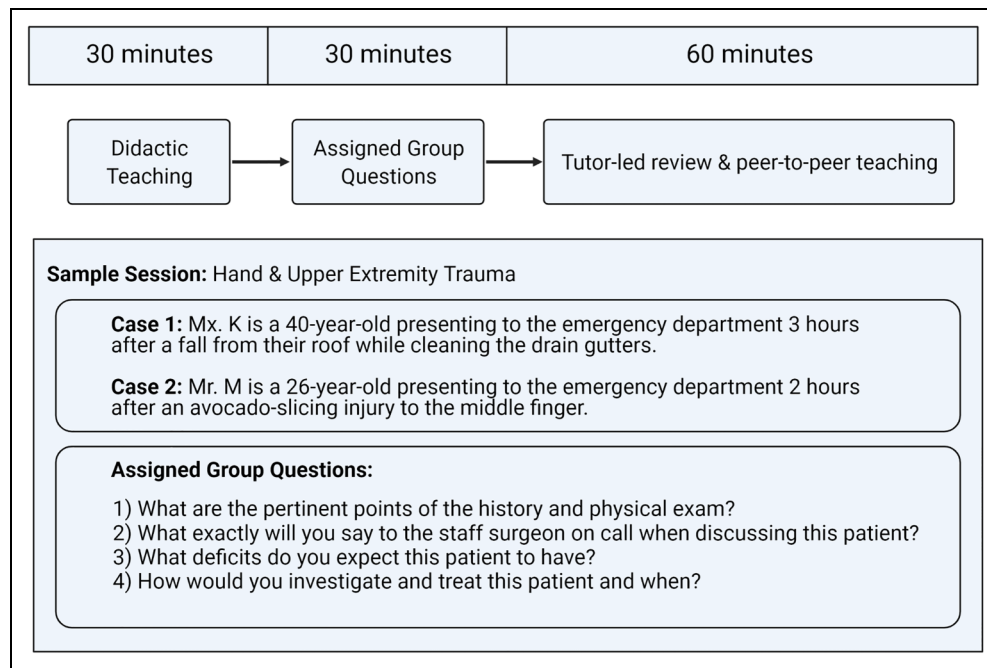 30 minutes
30 minutes
60 minutes
Didactic
Teaching
Assigned Group
Questions
Tutor-led review & peer-to-peer teaching
Sample Session: Hand & Upper Extremity Trauma
Case 1: Mx. K is a 40-year-old presenting to the emergency department 3 hours
after a fall from their roof while cleaning the drain gutters.
Case 2: Mr. M is a 26-year-old presenting to the emergency department 2 hours
after an avocado-slicing injury to the middle finger.
Assigned Group Questions:
1) What are the pertinent points of the history and physical exam?
2) What exactly will you say to the staff surgeon on call when discussing this patient?
3) What deficits do you expect this patient to have?
4) How would you investigate and treat this patient and when?